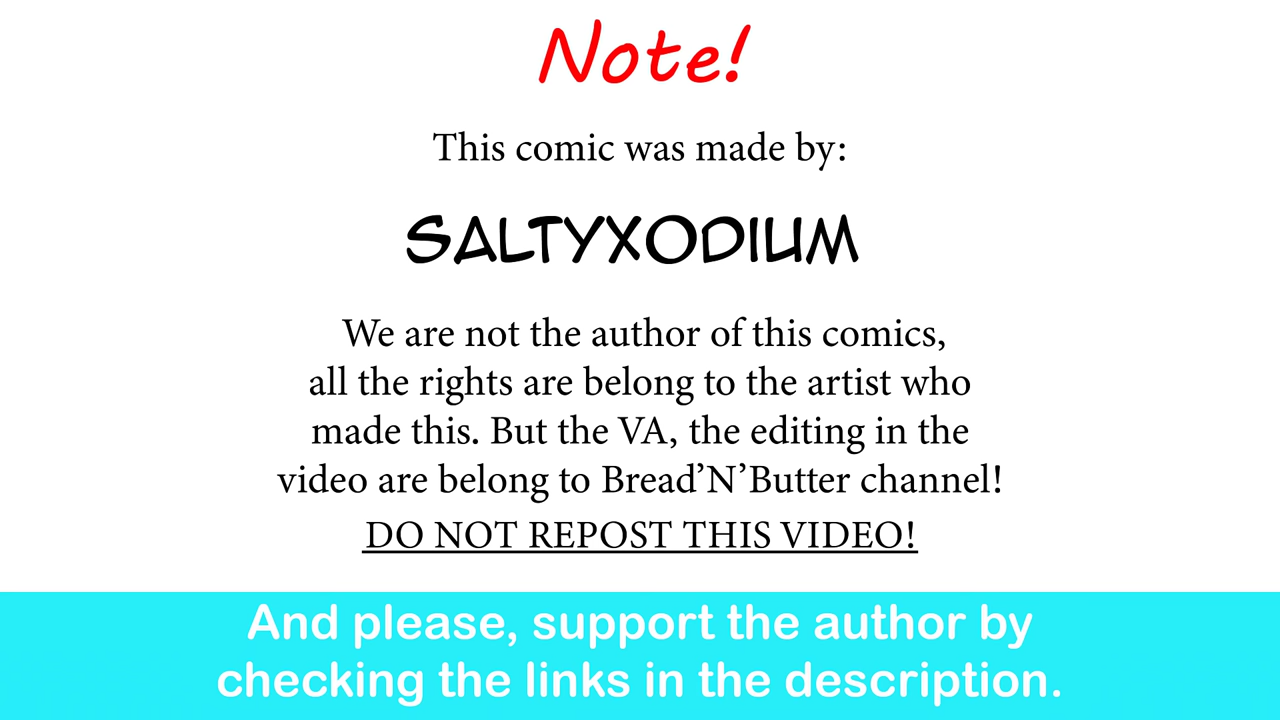 Note!
This comic was made by:
SALTYXODIUM
We are not the author of this comics,
all the rights are belong to the artist who
made this. But the VA, the editing in the
video are belong to Bread’N’Butter channel!
DO NOT REPOST THIS VIDEO!
And please, support the author by
checking the links in the description.